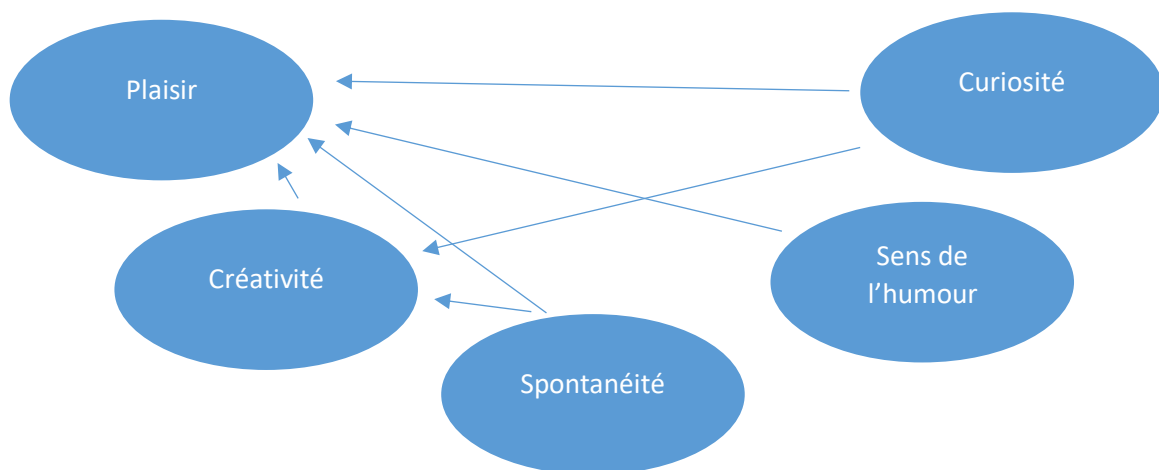 Plaisir
Curiosité
Créativité
Sens de
l’humour
Spontanéité